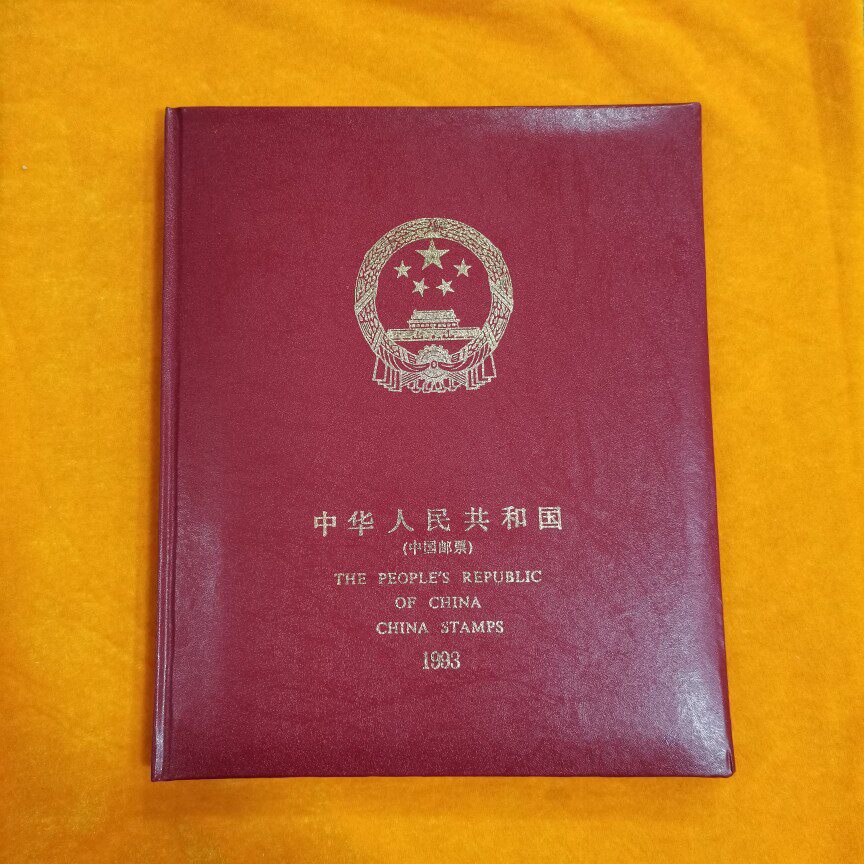 中华人民共和国
(中国邮票)
THE PEOPLE'S REPUBLIC
OF CHINA
CHINA STAMPS
1993